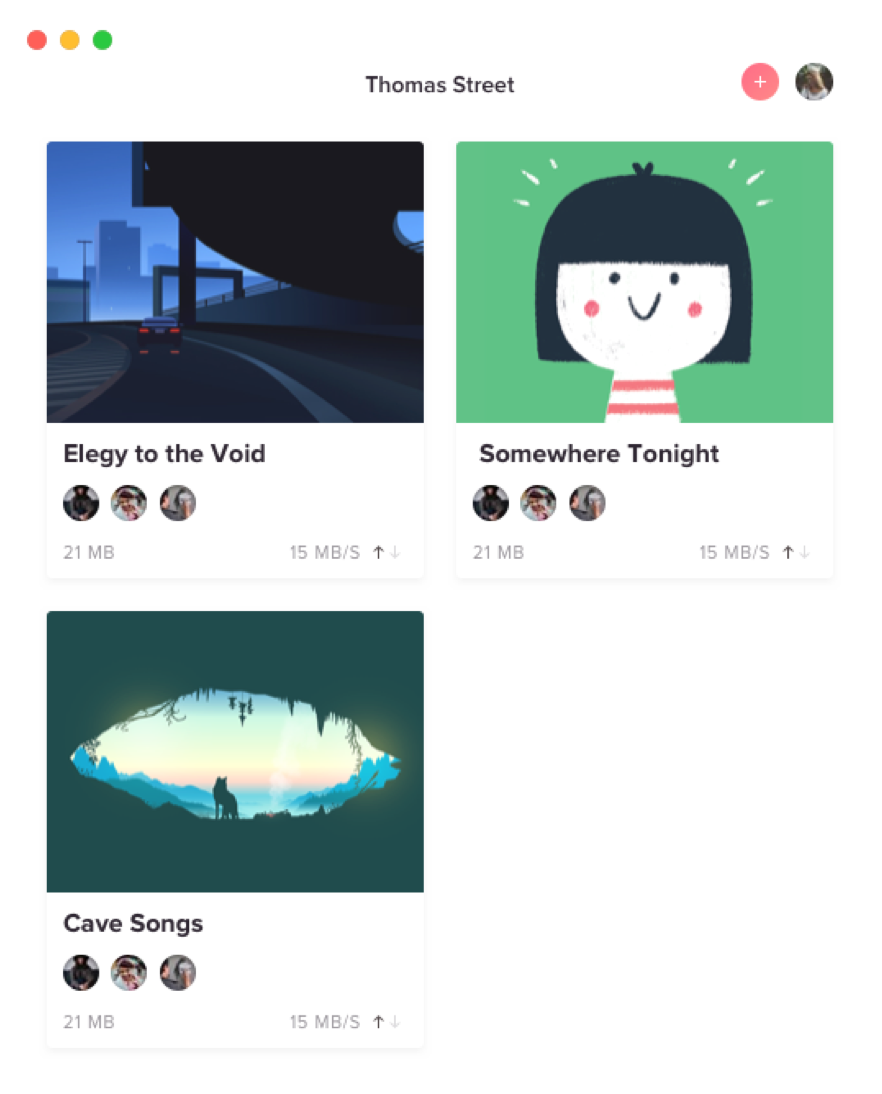 Thomas Street
Elegy to the Void
21 MB
15 MB/S
Somewhere Tonight
21 MB
15 MB/S
Cave Songs
21 MB
15 MB/S